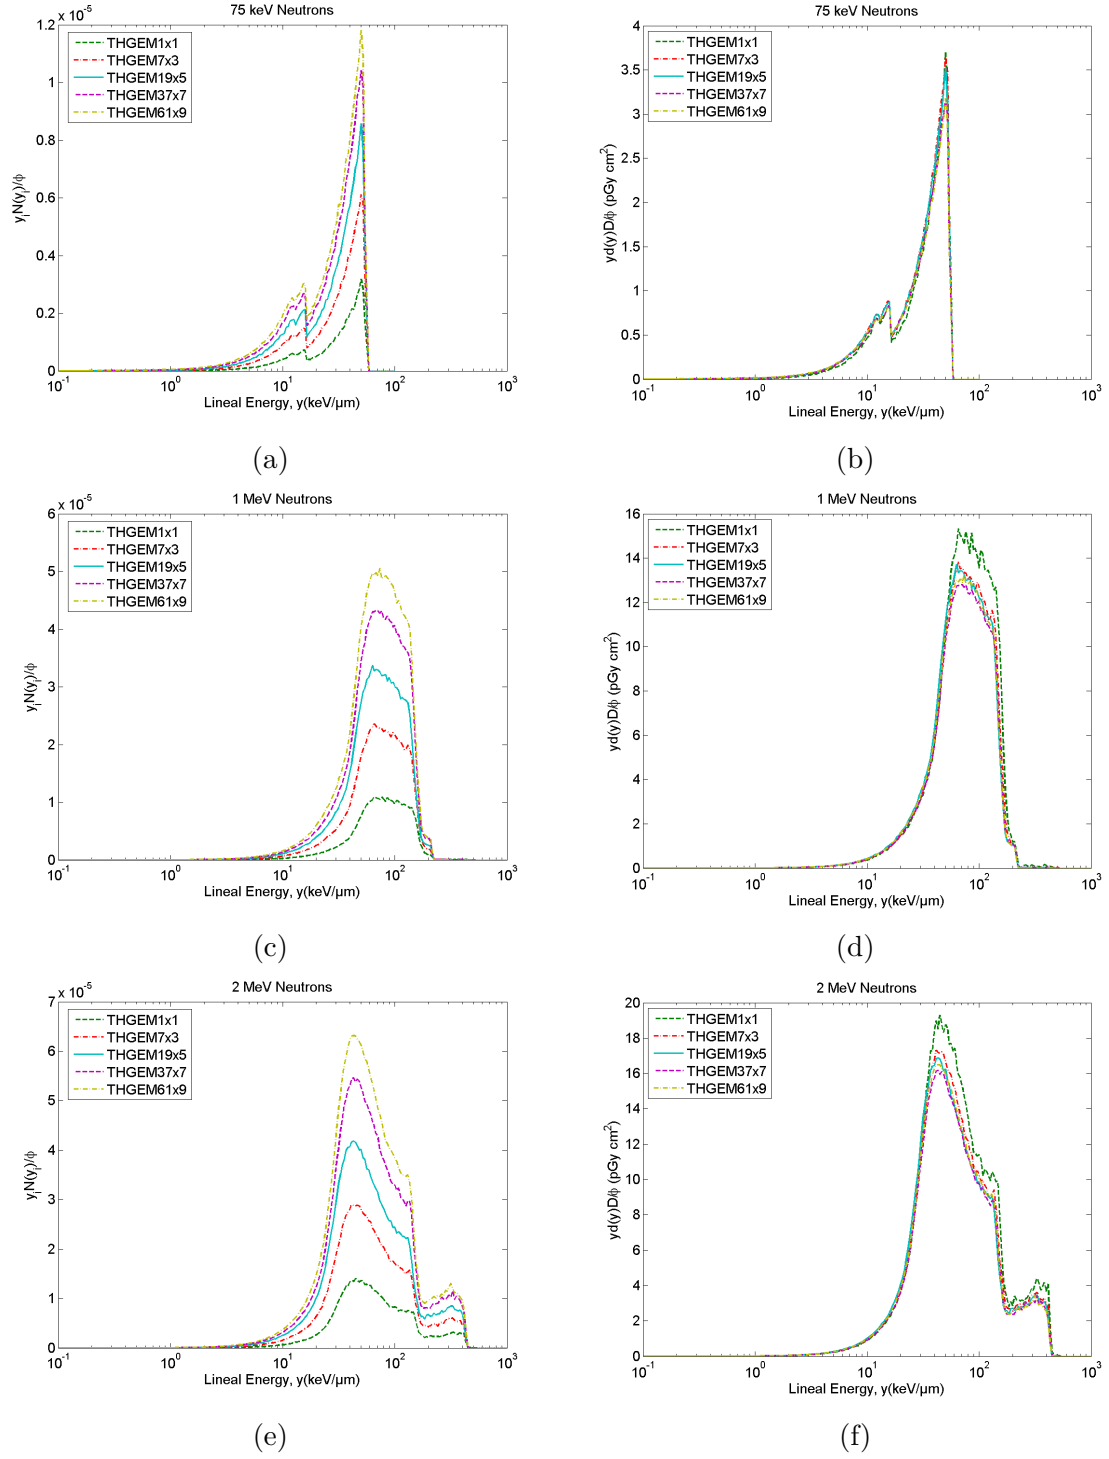 75 keV Neutrons
x 10^-5
1.2
1
0.8
0.6
0.4
0.2
0
y_iN(y_i)/ϕ
THGEM1x1
THGEM7x3
THGEM19x5
THGEM37x7
THGEM61x9
10^-1 10^0 10^1 10^2 10^3
Lineal Energy, y(keV/µm)
(a)
75 keV Neutrons
4
3.5
3
2.5
2
1.5
1
0.5
0
yd(y)D/ϕ (pGy cm^2)
THGEM1x1
THGEM7x3
THGEM19x5
THGEM37x7
THGEM61x9
10^-1 10^0 10^1 10^2 10^3
Lineal Energy, y(keV/µm)
(b)
1 MeV Neutrons
x 10^-5
6
5
4
3
2
1
0
y_iN(y_i)/ϕ
THGEM1x1
THGEM7x3
THGEM19x5
THGEM37x7
THGEM61x9
10^-1 10^0 10^1 10^2 10^3
Lineal Energy, y(keV/µm)
(c)
1 MeV Neutrons
16
14
12
10
8
6
4
2
0
yd(y)D/ϕ (pGy cm^2)
THGEM1x1
THGEM7x3
THGEM19x5
THGEM37x7
THGEM61x9
10^-1 10^0 10^1 10^2 10^3
Lineal Energy, y(keV/µm)
(d)
2 MeV Neutrons
x 10^-5
7
6
5
4
3
2
1
0
y_iN(y_i)/ϕ
THGEM1x1
THGEM7x3
THGEM19x5
THGEM37x7
THGEM61x9
10^-1 10^0 10^1 10^2 10^3
Lineal Energy, y(keV/µm)
(e)
2 MeV Neutrons
20
18
16
14
12
10
8
6
4
2
0
yd(y)D/ϕ (pGy cm^2)
THGEM1x1
THGEM7x3
THGEM19x5
THGEM37x7
THGEM61x9
10^-1 10^0 10^1 10^2 10^3
Lineal Energy, y(keV/µm)
(f)